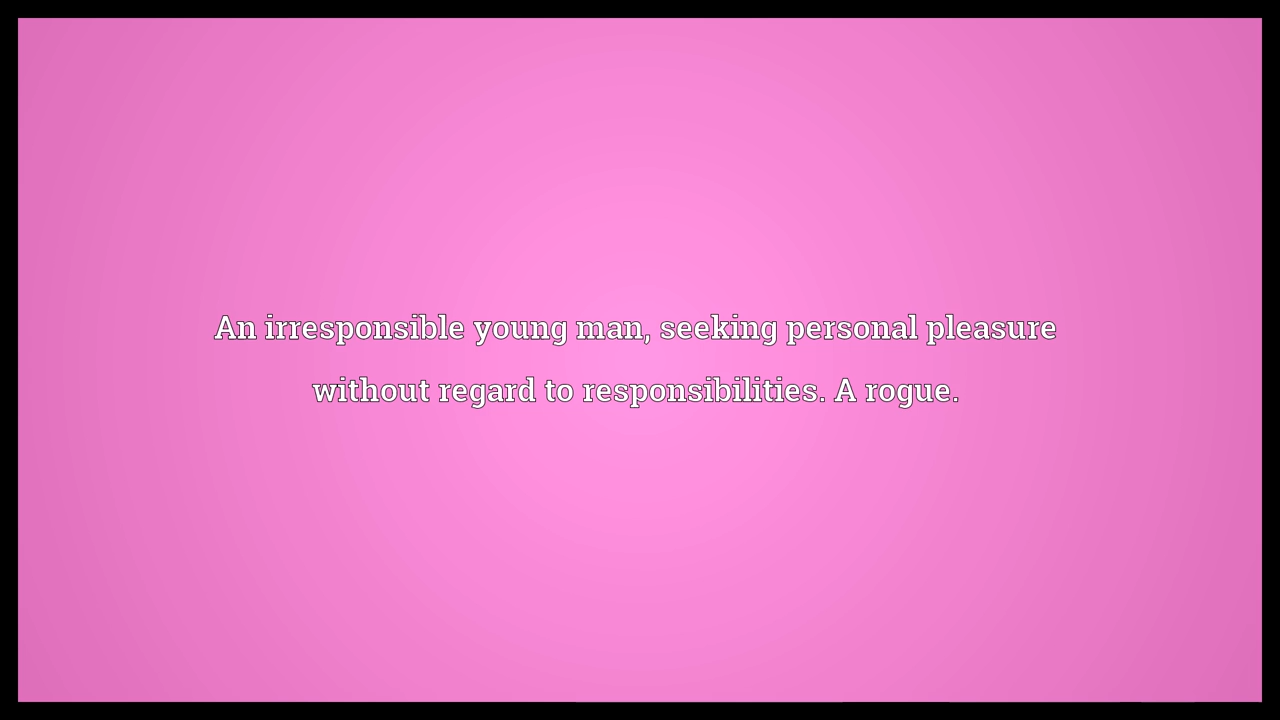 An irresponsible young man, seeking personal pleasure
without regard to responsibilities. A rogue.